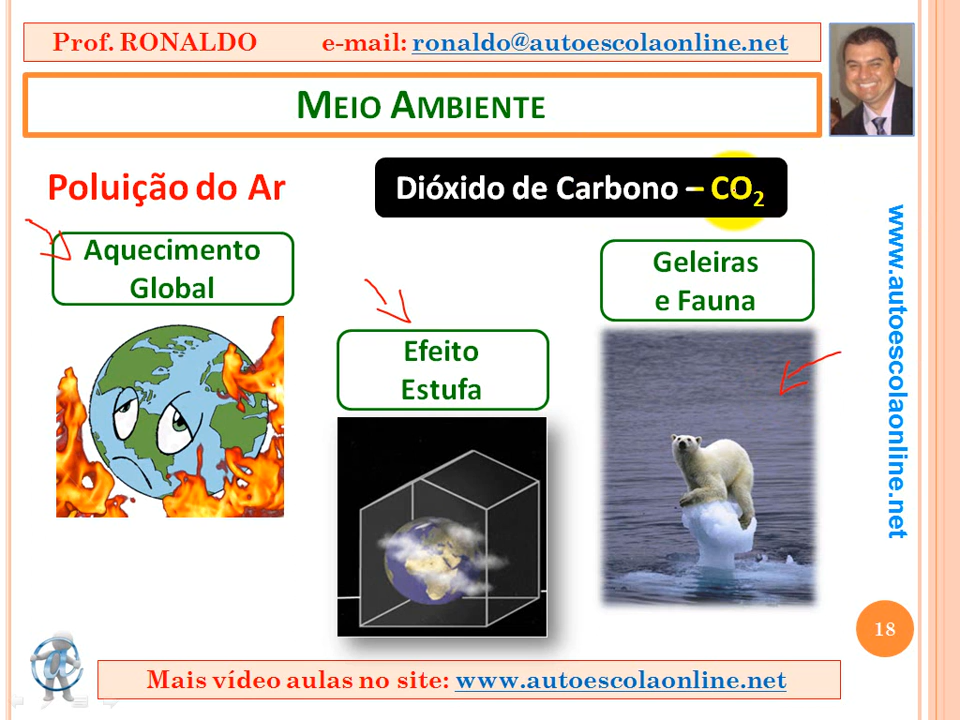 Prof. RONALDO e-mail: ronaldo@autoescolaonline.net
MEIO AMBIENTE
Poluição do Ar
Dióxido de Carbono – CO₂
Aquecimento
Global
Efeito
Estufa
Geleiras
e Fauna
www.autoescolaonline.net
18
Mais vídeo aulas no site: www.autoescolaonline.net